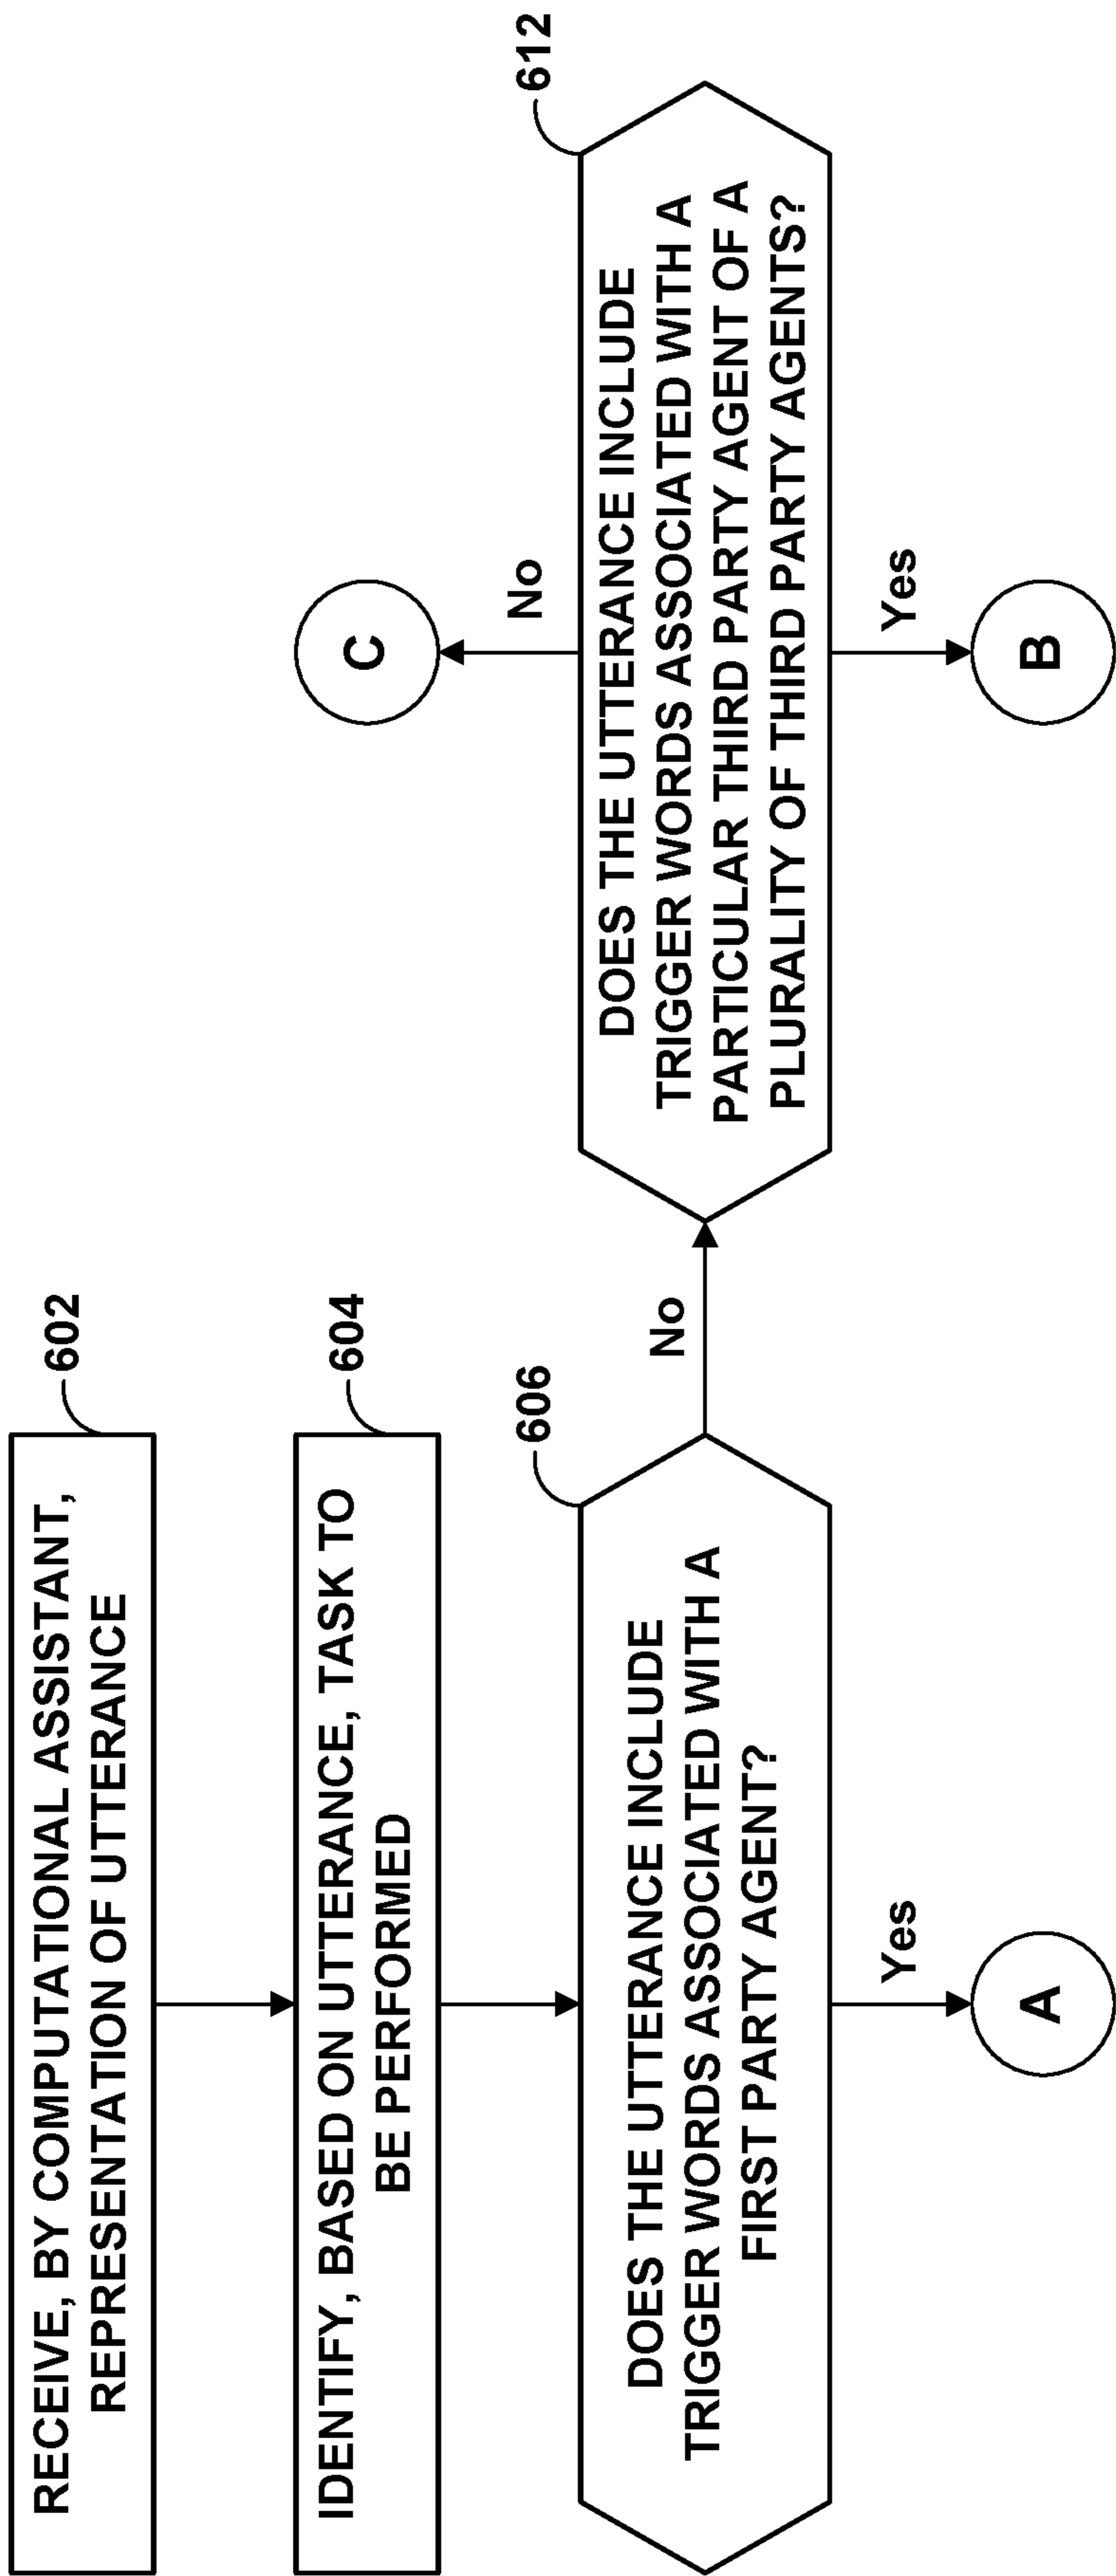 RECEIVE, BY COMPUTATIONAL ASSISTANT,
REPRESENTATION OF UTTERANCE
602
IDENTIFY, BASED ON UTTERANCE, TASK TO
BE PERFORMED
604
DOES THE UTTERANCE INCLUDE
TRIGGER WORDS ASSOCIATED WITH A
FIRST PARTY AGENT?
606
Yes
A
No
DOES THE UTTERANCE INCLUDE
TRIGGER WORDS ASSOCIATED WITH A
PARTICULAR THIRD PARTY AGENT OF A
PLURALITY OF THIRD PARTY AGENTS?
612
No
C
Yes
B